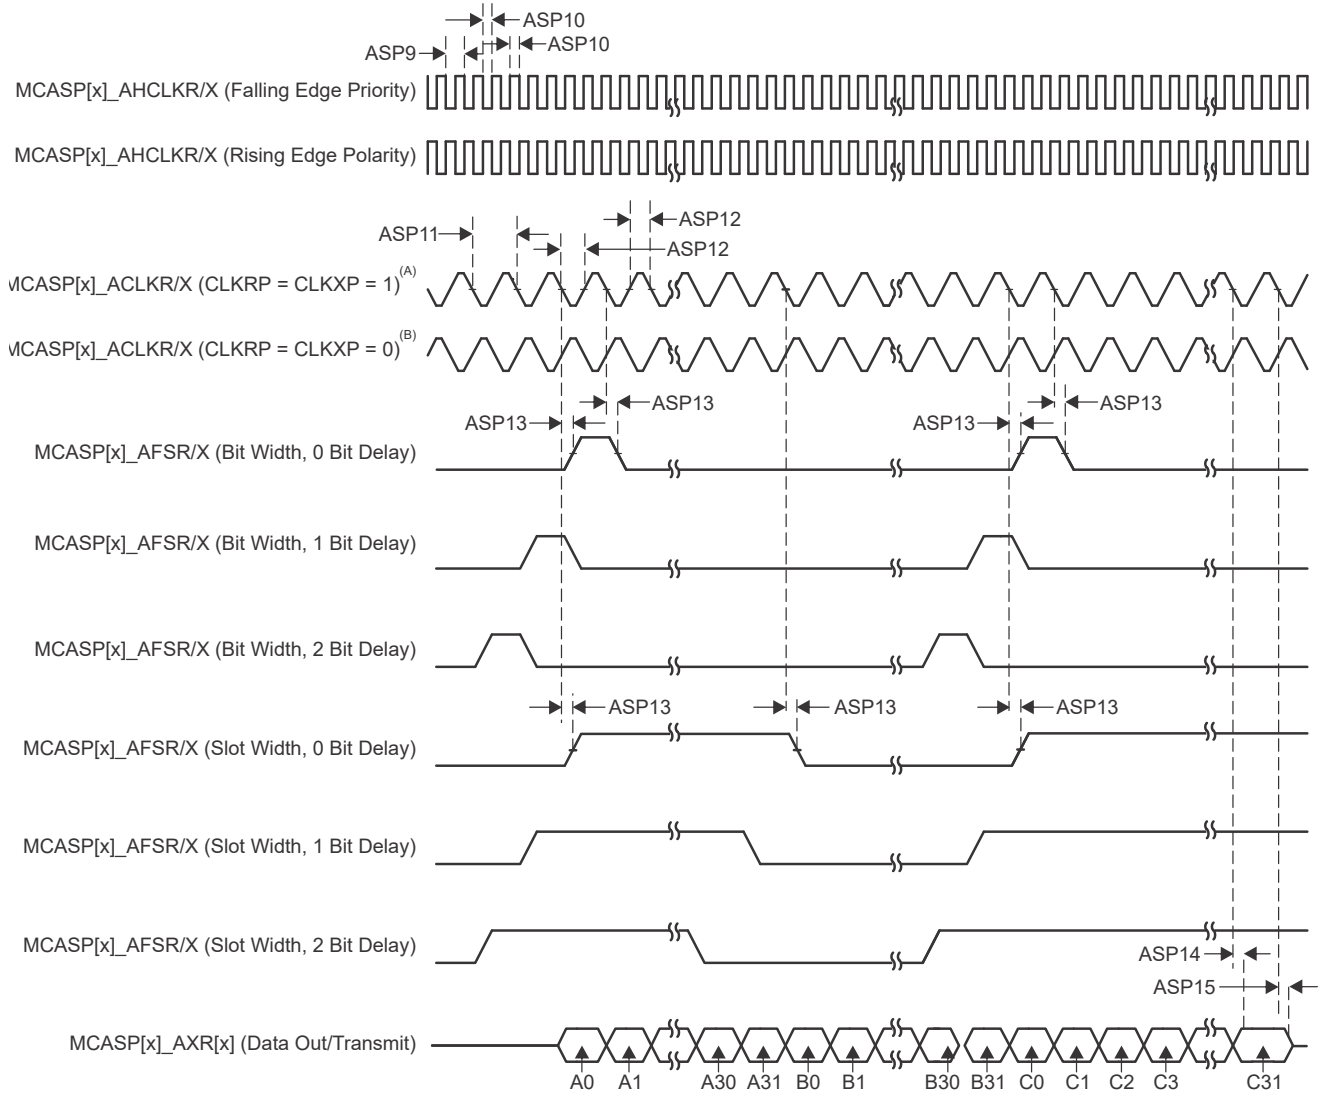 ASP10
ASP9
ASP10
MCASP[x]_AHCLKR/X (Falling Edge Priority)
MCASP[x]_AHCLKR/X (Rising Edge Polarity)
ASP12
ASP11
ASP12
MCASP[x]_ACLKR/X (CLKRP = CLKXP = 1)(A)
MCASP[x]_ACLKR/X (CLKRP = CLKXP = 0)(B)
ASP13
ASP13
ASP13
ASP13
MCASP[x]_AFSR/X (Bit Width, 0 Bit Delay)
MCASP[x]_AFSR/X (Bit Width, 1 Bit Delay)
MCASP[x]_AFSR/X (Bit Width, 2 Bit Delay)
ASP13
ASP13
ASP13
MCASP[x]_AFSR/X (Slot Width, 0 Bit Delay)
MCASP[x]_AFSR/X (Slot Width, 1 Bit Delay)
MCASP[x]_AFSR/X (Slot Width, 2 Bit Delay)
ASP14
ASP15
MCASP[x]_AXR[x] (Data Out/Transmit)
A0 A1 A30 A31 B0 B1 B30 B31 C0 C1 C2 C3 C31